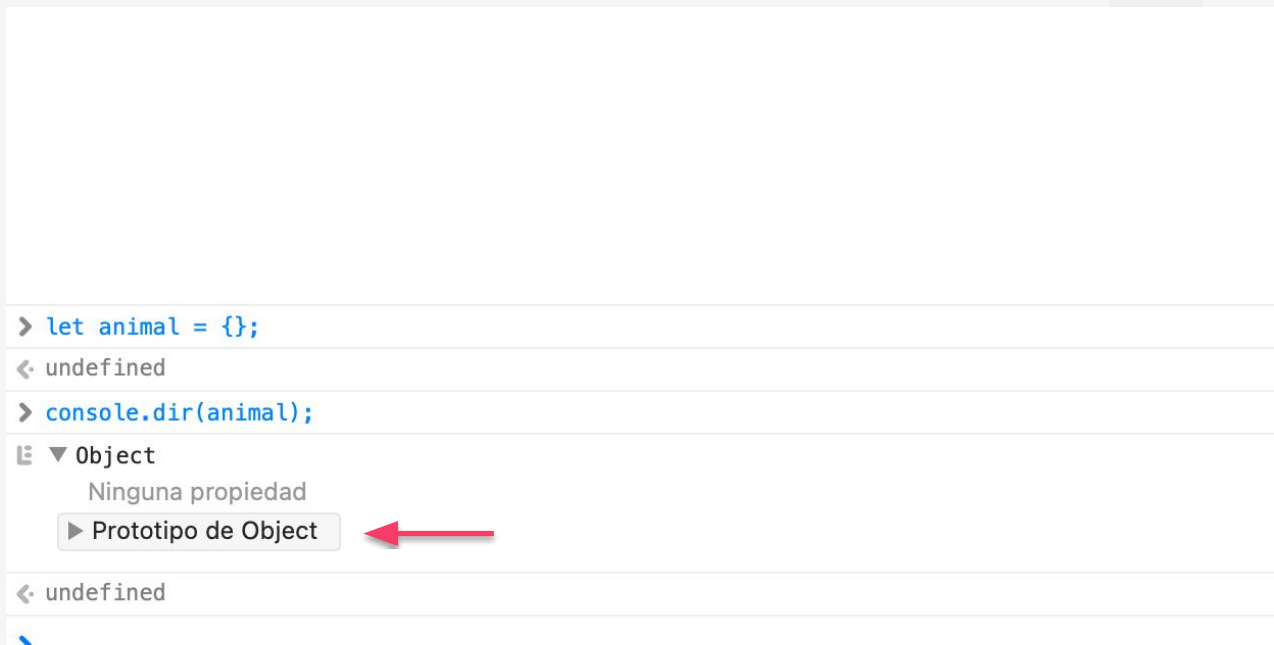 let animal = {};
undefined
console.dir(animal);
Object
Ninguna propiedad
Prototipo de Object
undefined